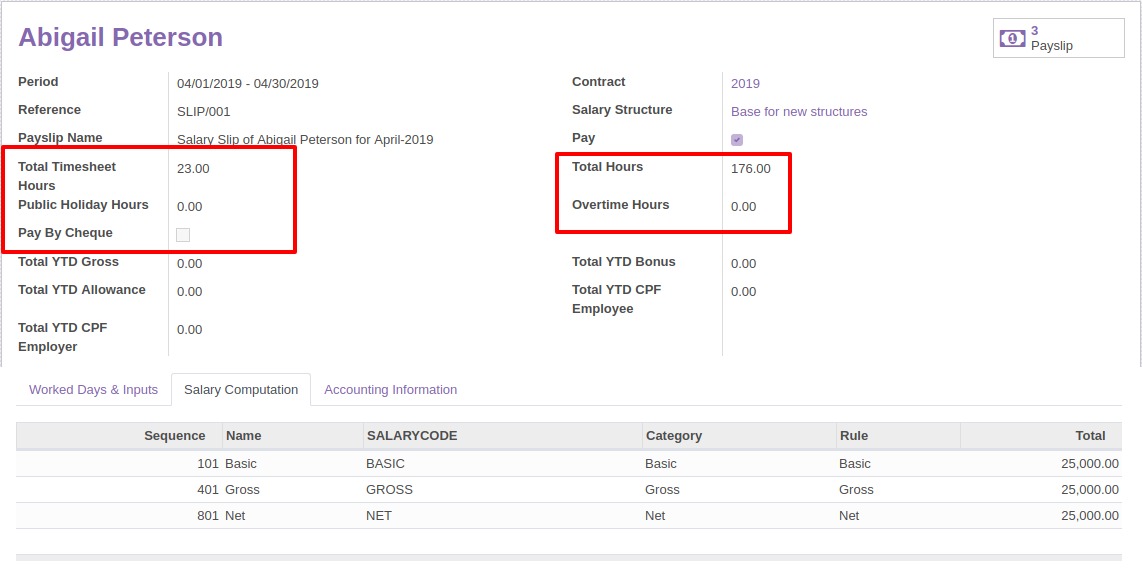 Abigail Peterson
3
Payslip
Period 04/01/2019 - 04/30/2019
Contract 2019
Reference SLIP/001
Salary Structure Base for new structures
Payslip Name Salary Slip of Abigail Peterson for April-2019
Pay
Total Timesheet Hours 23.00
Total Hours 176.00
Public Holiday Hours 0.00
Overtime Hours 0.00
Pay By Cheque
Total YTD Gross 0.00
Total YTD Bonus 0.00
Total YTD Allowance 0.00
Total YTD CPF Employee 0.00
Total YTD CPF Employer 0.00
Worked Days & Inputs Salary Computation Accounting Information
Sequence Name SALARYCODE Category Rule Total
101 Basic BASIC Basic Basic 25,000.00
401 Gross GROSS Gross Gross 25,000.00
801 Net NET Net Net 25,000.00